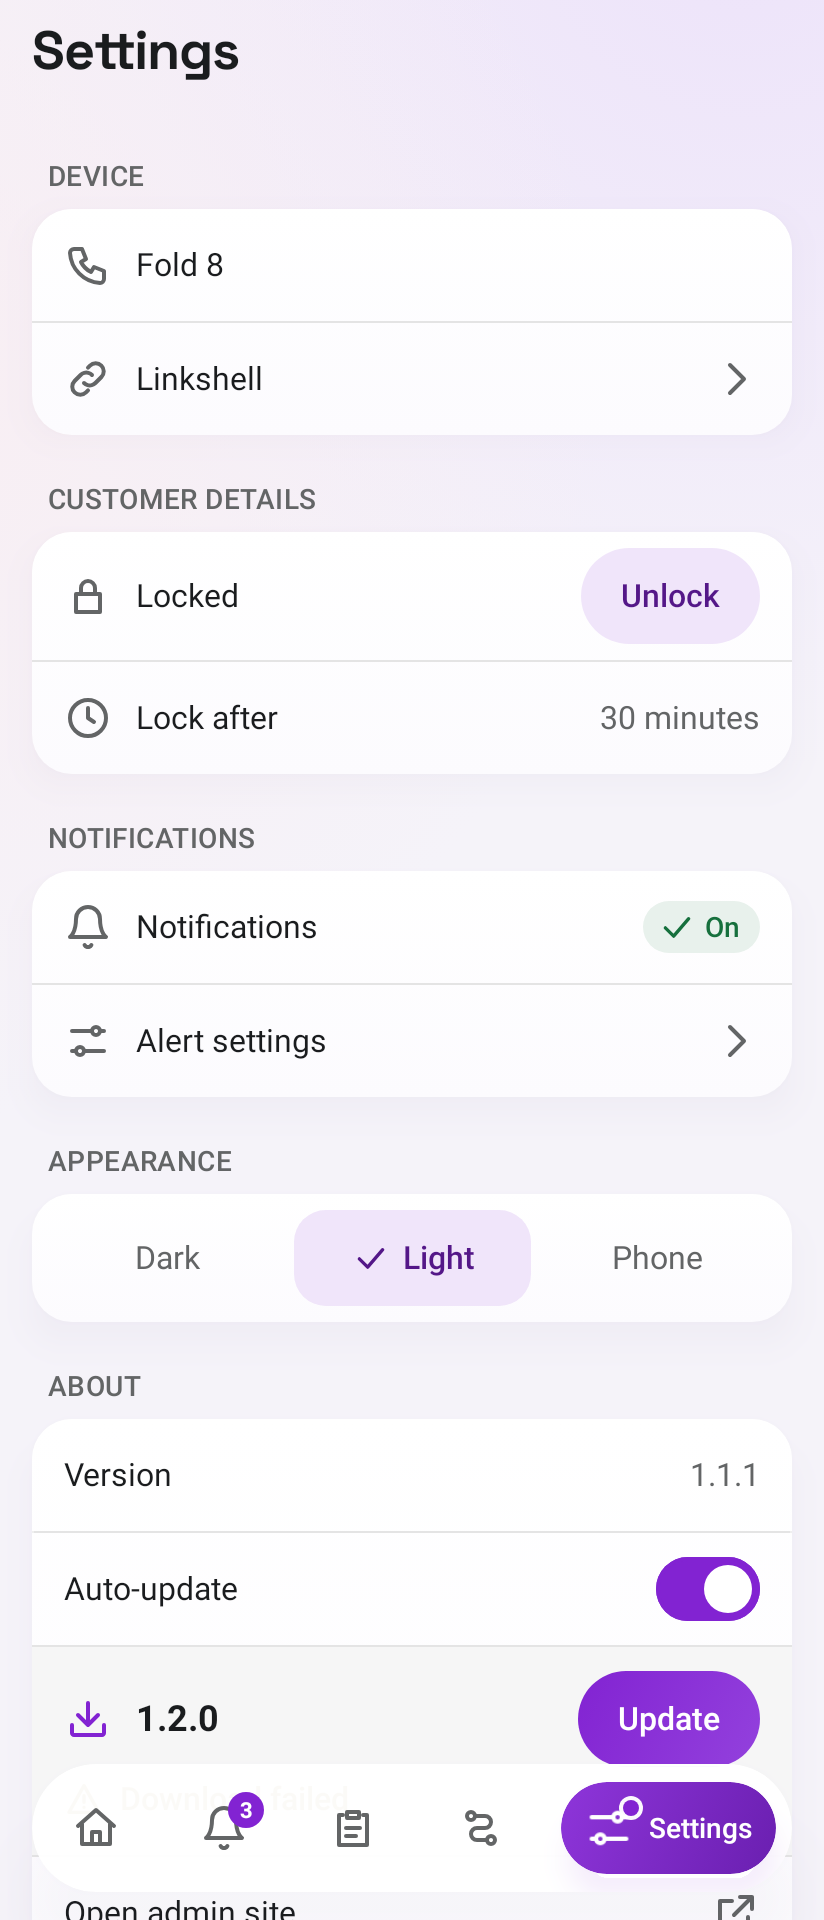 Settings
DEVICE
Fold 8
Linkshell
CUSTOMER DETAILS
Locked
Unlock
Lock after
30 minutes
NOTIFICATIONS
Notifications
On
Alert settings
APPEARANCE
Dark
Light
Phone
ABOUT
Version
1.1.1
Auto-update
1.2.0
Update
Download failed
3
Settings
Open admin site